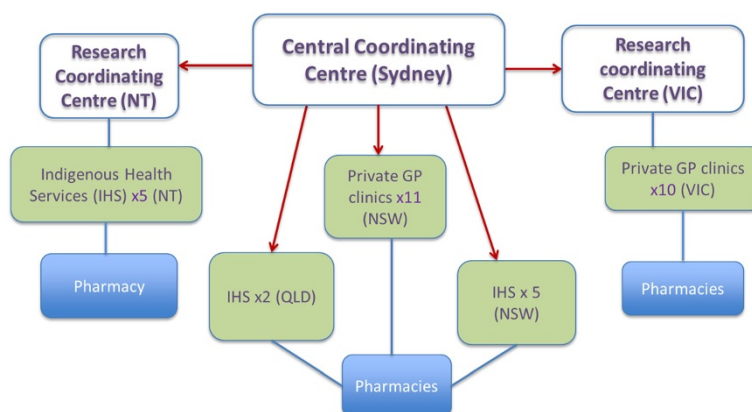 Research
Coordinating
Centre (NT)
Central Coordinating
Centre (Sydney)
Research
coordinating
Centre (VIC)
Indigenous Health
Services (IHS) x5 (NT)
Private GP
clinics x11
(NSW)
Private GP clinics
x10 (VIC)
Pharmacy
IHS x2 (QLD)
IHS x 5
(NSW)
Pharmacies
Pharmacies